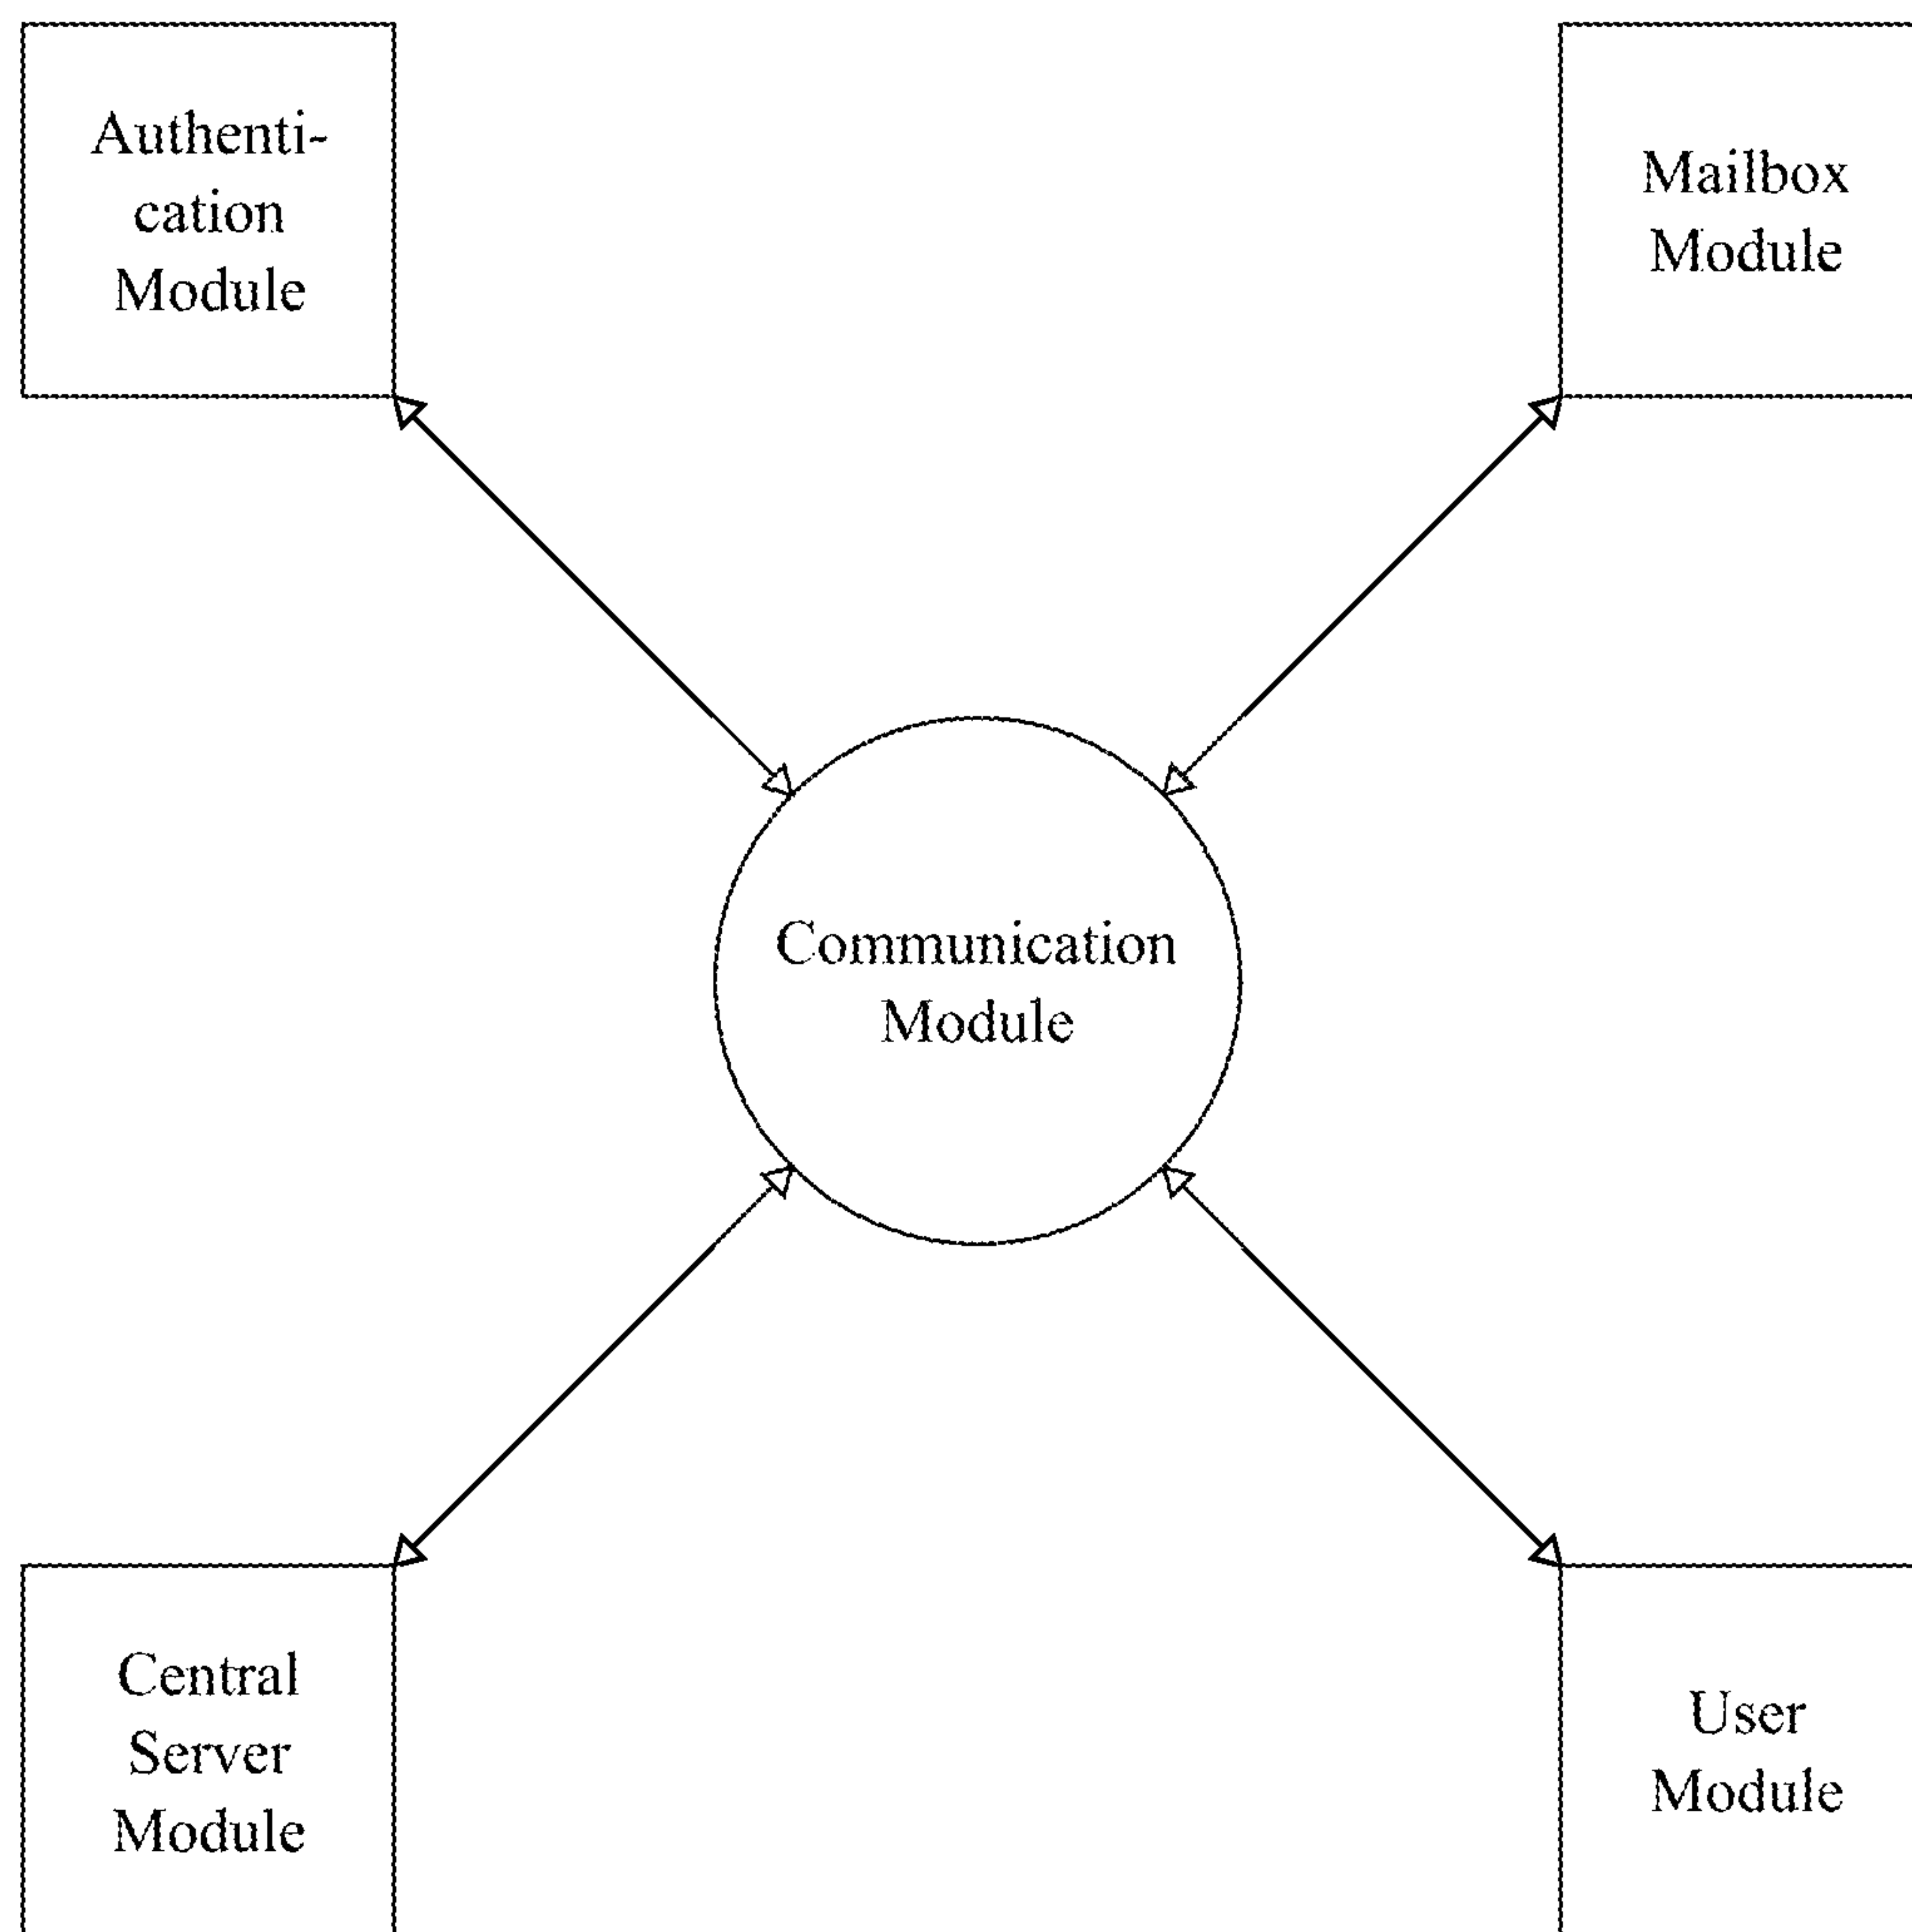 Authenti-
cation
Module
Mailbox
Module
Communication
Module
Central
Server
Module
User
Module